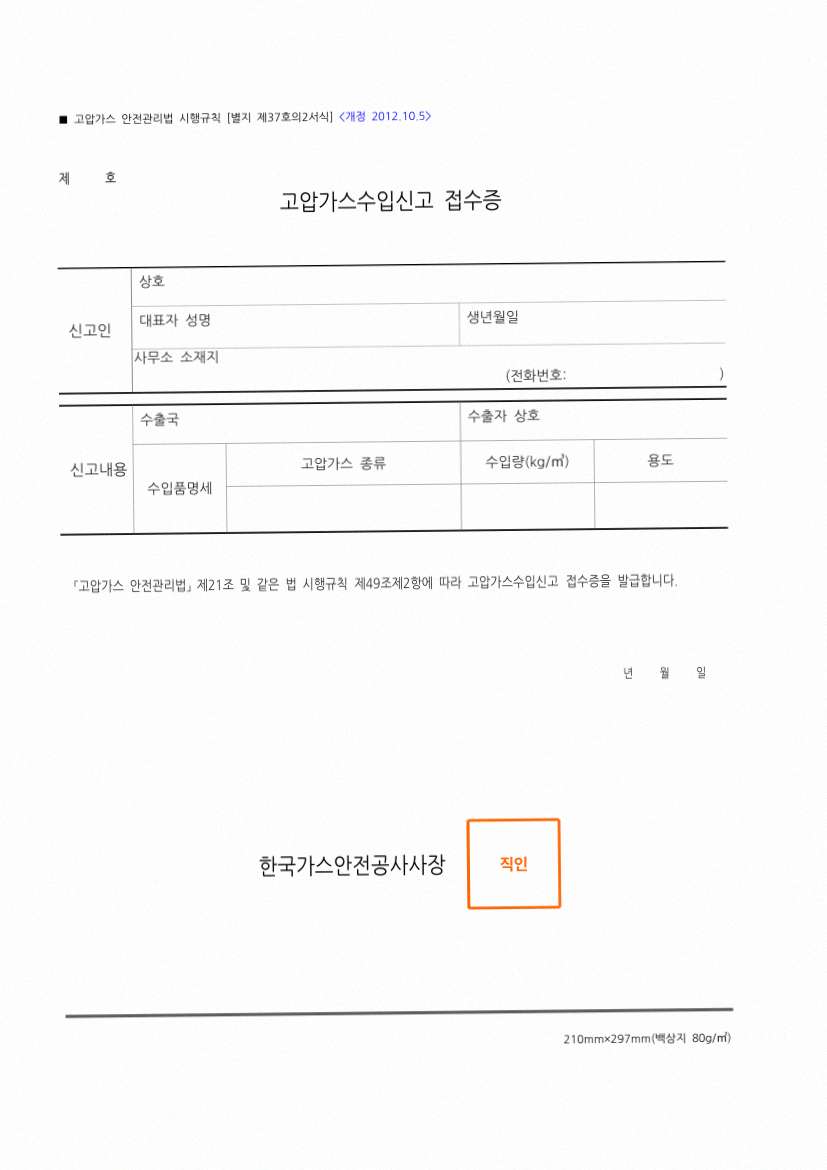 ■ 고압가스 안전관리법 시행규칙 [별지 제37호의2서식] <개정 2012.10.5>
제 호
고압가스수입신고 접수증
신고인
상호
대표자 성명 생년월일
사무소 소재지
(전화번호: )
신고내용
수출국 수출자 상호
수입품명세
고압가스 종류 수입량(kg/㎥) 용도
「고압가스 안전관리법」 제21조 및 같은 법 시행규칙 제49조제2항에 따라 고압가스수입신고 접수증을 발급합니다.
년 월 일
한국가스안전공사사장 직인
210mm×297mm(백상지 80g/㎡)